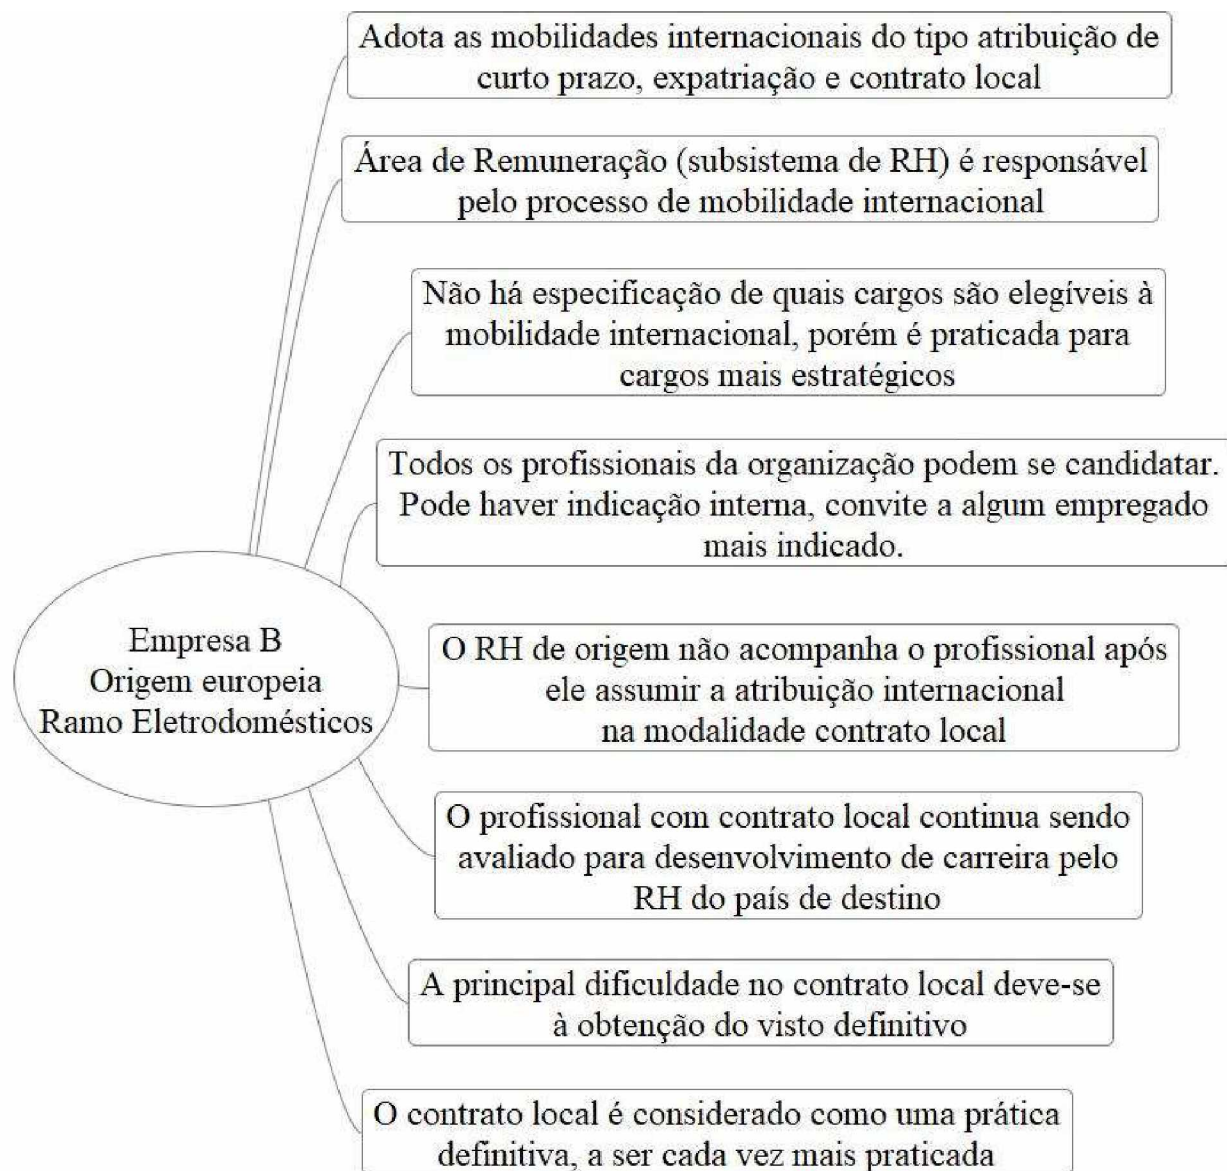 Adota as mobilidades internacionais do tipo atribuição de
curto prazo, expatriação e contrato local
Área de Remuneração (subsistema de RH) é responsável
pelo processo de mobilidade internacional
Não há especificação de quais cargos são elegíveis à
mobilidade internacional, porém é praticada para
cargos mais estratégicos
Todos os profissionais da organização podem se candidatar.
Pode haver indicação interna, convite a algum empregado
mais indicado.
Empresa B
Origem europeia
Ramo Eletrodomésticos
O RH de origem não acompanha o profissional após
ele assumir a atribuição internacional
na modalidade contrato local
O profissional com contrato local continua sendo
avaliado para desenvolvimento de carreira pelo
RH do país de destino
A principal dificuldade no contrato local deve-se
à obtenção do visto definitivo
O contrato local é considerado como uma prática
definitiva, a ser cada vez mais praticada